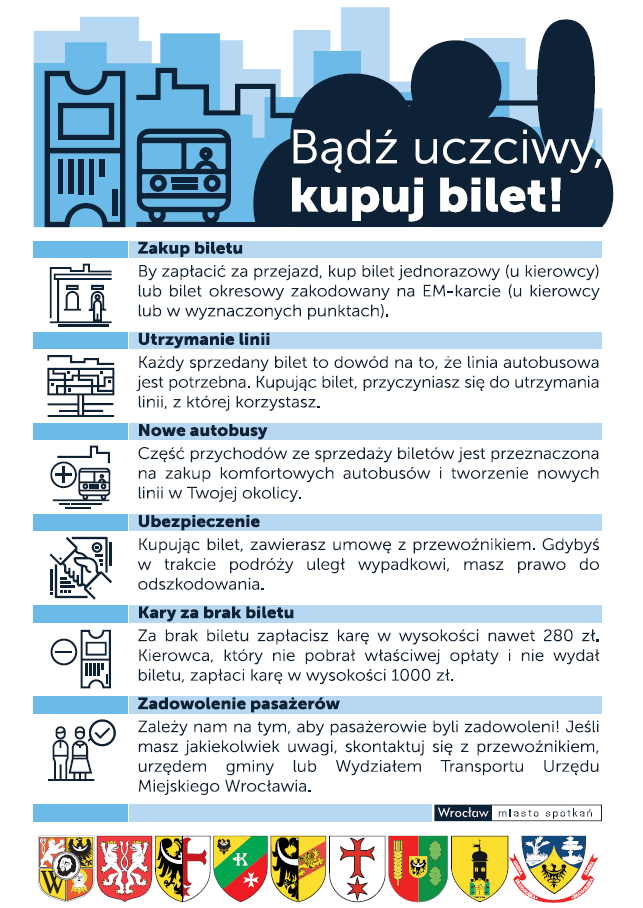 Bądź uczciwy,
kupuj bilet!
Zakup biletu
By zapłacić za przejazd, kup bilet jednorazowy (u kierowcy)
lub bilet okresowy zakodowany na EM-karcie (u kierowcy
lub w wyznaczonych punktach).
Utrzymanie linii
Każdy sprzedany bilet to dowód na to, że linia autobusowa
jest potrzebna. Kupując bilet, przyczyniasz się do utrzymania
linii, z której korzystasz.
Nowe autobusy
Część przychodów ze sprzedaży biletów jest przeznaczona
na zakup komfortowych autobusów i tworzenie nowych
linii w Twojej okolicy.
Ubezpieczenie
Kupując bilet, zawierasz umowę z przewoźnikiem. Gdybyś
w trakcie podróży uległ wypadkowi, masz prawo do
odszkodowania.
Kary za brak biletu
Za brak biletu zapłacisz karę w wysokości nawet 280 zł.
Kierowca, który nie pobrał właściwej opłaty i nie wydał
biletu, zapłaci karę w wysokości 1000 zł.
Zadowolenie pasażerów
Zależy nam na tym, aby pasażerowie byli zadowoleni! Jeśli
masz jakiekolwiek uwagi, skontaktuj się z przewoźnikiem,
urzędem gminy lub Wydziałem Transportu Urzędu
Miejskiego Wrocławia.
Wrocław miasto spotkań
W
K